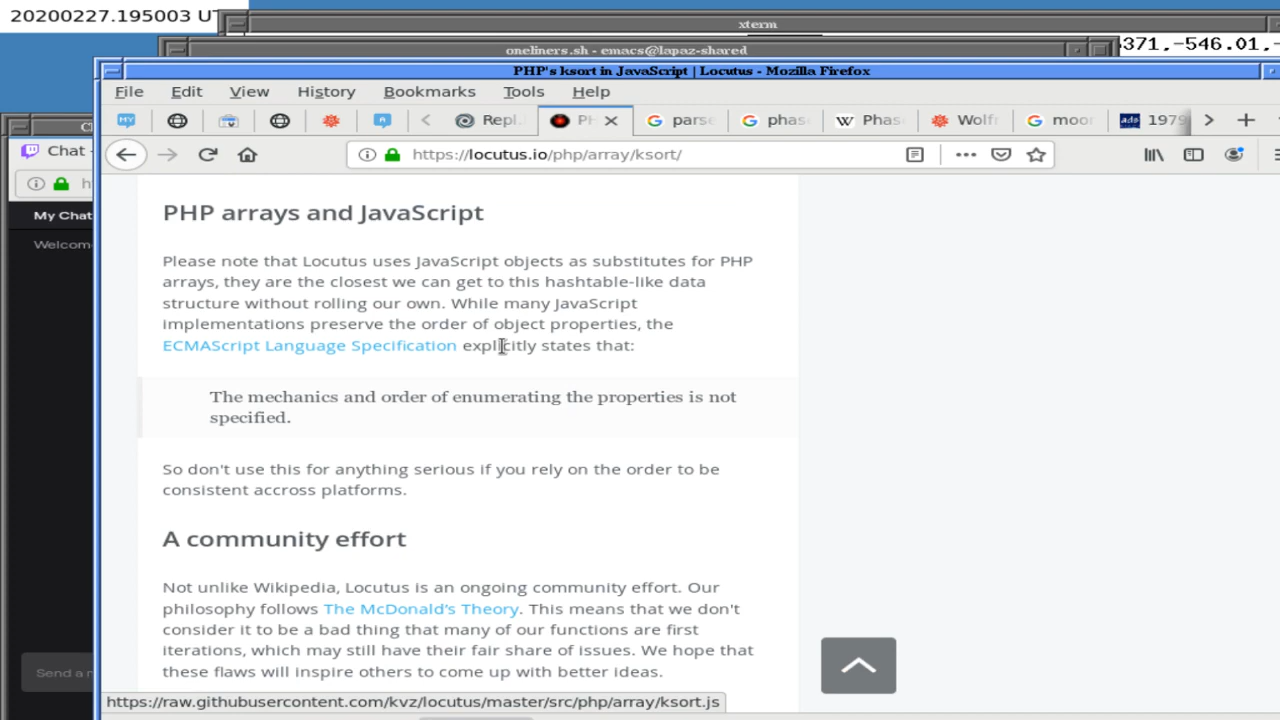 20200227.195003 U
xterm
371,-546.01,-
oneliners.sh - emacs@lapaz-shared
PHP's ksort in JavaScript | Locutus - Mozilla Firefox
File Edit View History Bookmarks Tools Help
Repl. PH parse phas Phas Wolfr moo 1979
https://locutus.io/php/array/ksort/
Chat -
h
My Chat
Welcom
Send a m
PHP arrays and JavaScript
Please note that Locutus uses JavaScript objects as substitutes for PHP
arrays, they are the closest we can get to this hashtable-like data
structure without rolling our own. While many JavaScript
implementations preserve the order of object properties, the
ECMAScript Language Specification explicitly states that:
The mechanics and order of enumerating the properties is not
specified.
So don't use this for anything serious if you rely on the order to be
consistent accross platforms.
A community effort
Not unlike Wikipedia, Locutus is an ongoing community effort. Our
philosophy follows The McDonald's Theory. This means that we don't
consider it to be a bad thing that many of our functions are first
iterations, which may still have their fair share of issues. We hope that
these flaws will inspire others to come up with better ideas.
https://raw.githubusercontent.com/kvz/locutus/master/src/php/array/ksort.js